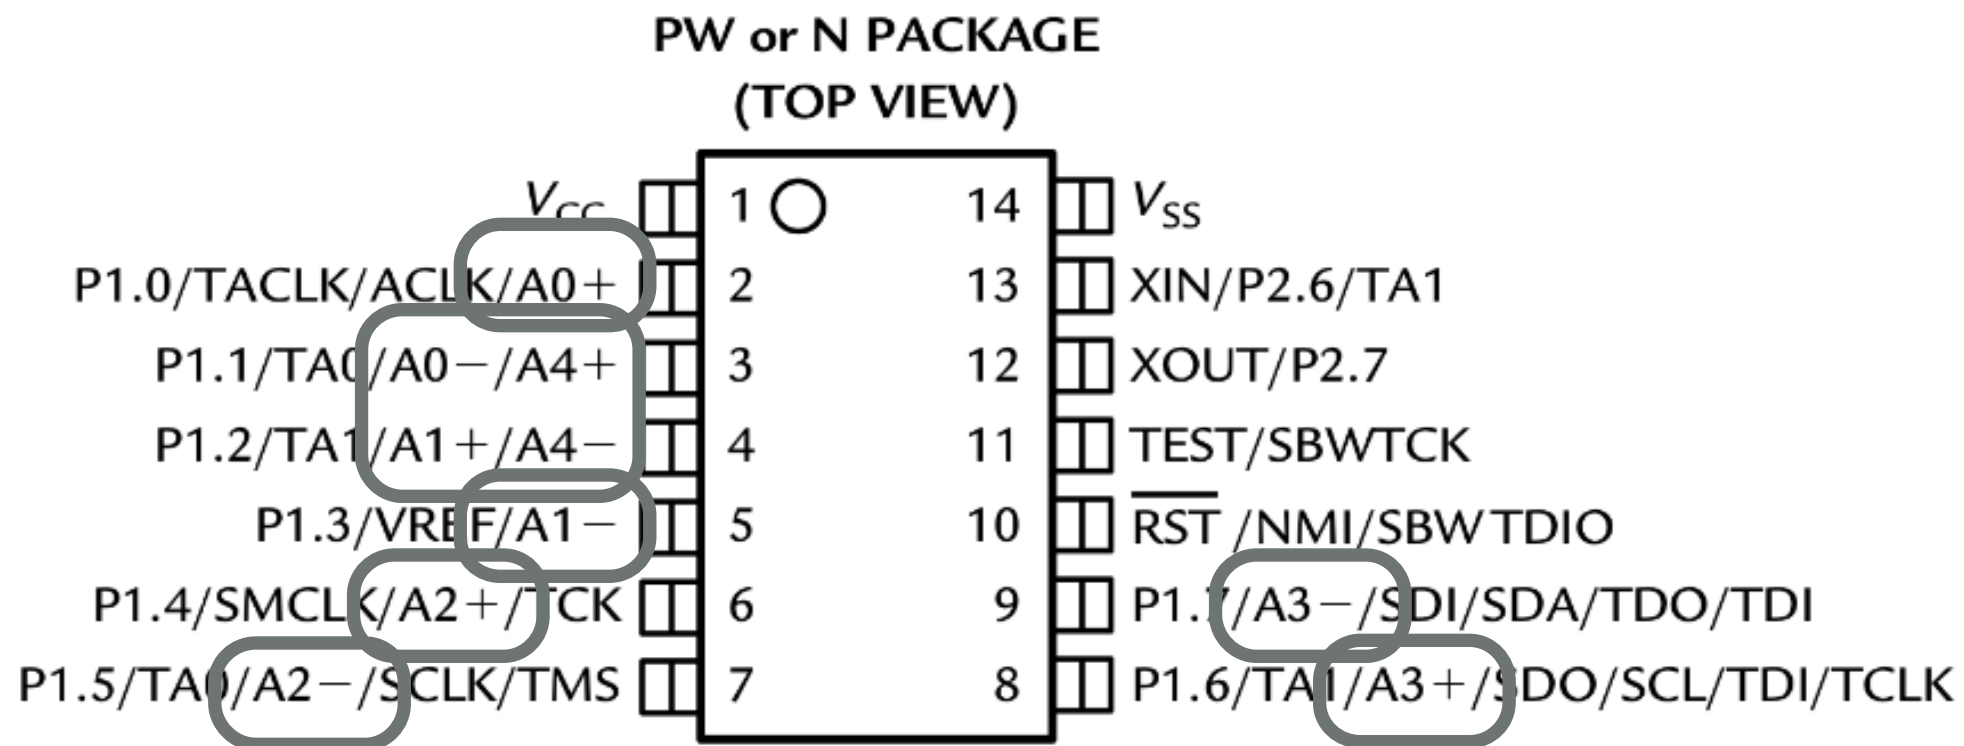 PW or N PACKAGE
(TOP VIEW)
VCC 1 14 VSS
P1.0/TACLK/ACLK/A0+ 2 13 XIN/P2.6/TA1
P1.1/TA0/A0−/A4+ 3 12 XOUT/P2.7
P1.2/TA1/A1+/A4− 4 11 TEST/SBWTCK
P1.3/VREF/A1− 5 10 RST /NMI/SBWTDIO
P1.4/SMCLK/A2+/TCK 6 9 P1.7/A3−/SDI/SDA/TDO/TDI
P1.5/TA0/A2−/SCLK/TMS 7 8 P1.6/TA1/A3+/SDO/SCL/TDI/TCLK